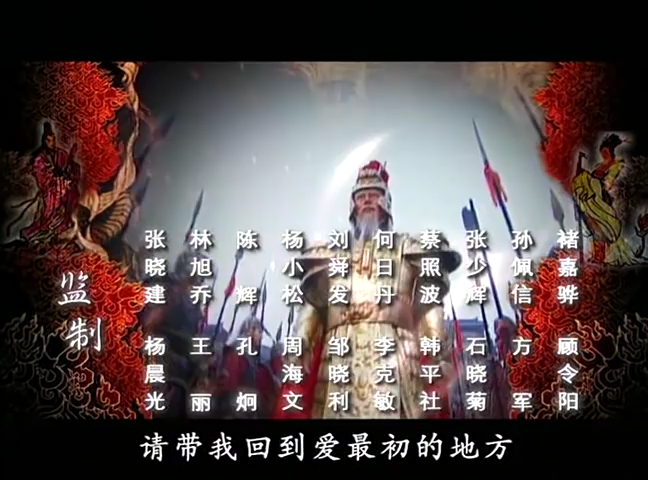 监制
张晓建 林旭乔 陈辉 杨小松 刘舜发 何日丹 蔡照波 张少辉 孙佩信 褚嘉骅
杨晨光 王丽 孔炯 周海文 邹晓利 李克敏 韩平社 石晓菊 方军 顾令阳
请带我回到爱最初的地方